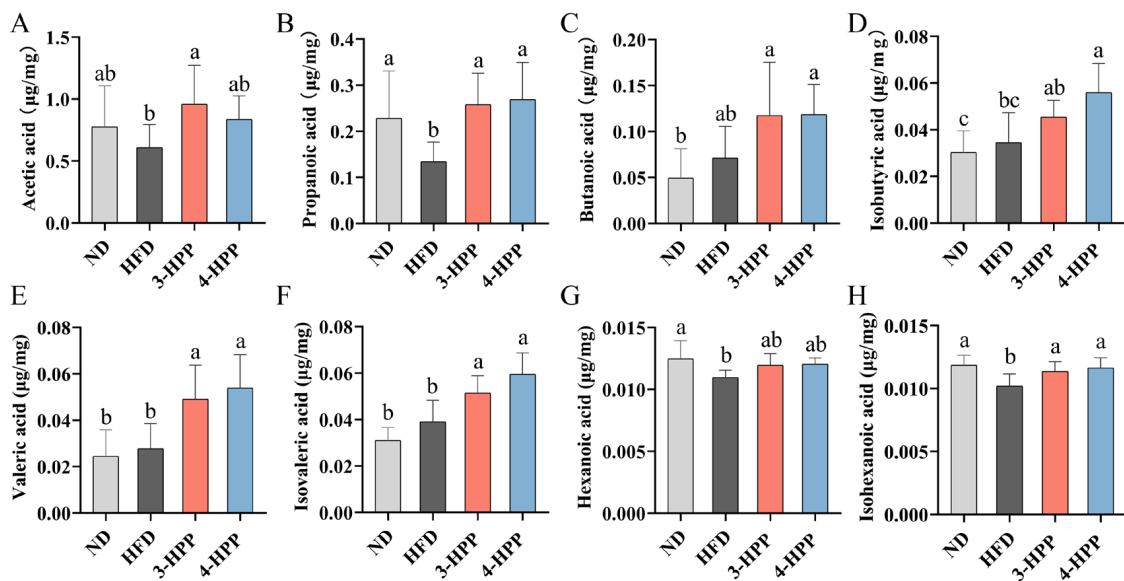 A
Acetic acid (μg/mg)
1.5
1.0
0.5
0.0
ab
b
a
ab
ND
HFD
3-HPP
4-HPP
B
Propanoic acid (μg/mg)
0.4
0.3
0.2
0.1
0.0
a
b
a
a
ND
HFD
3-HPP
4-HPP
C
Butanoic acid (μg/mg)
0.20
0.15
0.10
0.05
0.00
b
ab
a
a
ND
HFD
3-HPP
4-HPP
D
Isobutyric acid (μg/mg)
0.08
0.06
0.04
0.02
0.00
c
bc
ab
a
ND
HFD
3-HPP
4-HPP
E
Valeric acid (μg/mg)
0.08
0.06
0.04
0.02
0.00
b
b
a
a
ND
HFD
3-HPP
4-HPP
F
Isovaleric acid (μg/mg)
0.08
0.06
0.04
0.02
0.00
b
b
a
a
ND
HFD
3-HPP
4-HPP
G
Hexanoic acid (μg/mg)
0.015
0.010
0.005
0.000
a
b
ab
ab
ND
HFD
3-HPP
4-HPP
H
Isohexanoic acid (μg/mg)
0.015
0.010
0.005
0.000
a
b
a
a
ND
HFD
3-HPP
4-HPP